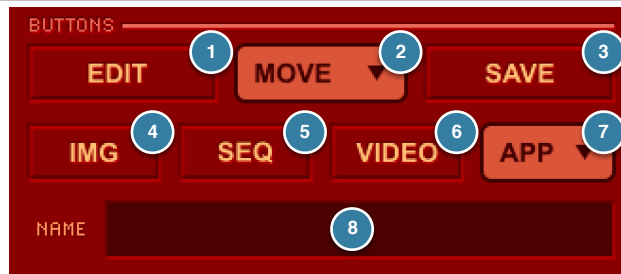 BUTTONS
EDIT 1 MOVE ▼ 2 SAVE 3
IMG 4 SEQ 5 VIDEO 6 APP ▼ 7
NAME 8